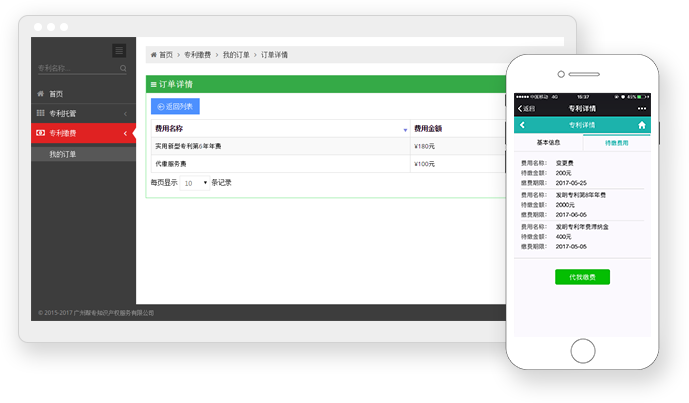 专利名称...
首页
专利托管
专利缴费
我的订单
首页 > 专利缴费 > 我的订单 > 订单详情
订单详情
返回列表
费用名称 费用金额
实用新型专利第6年年费 ¥180元
代缴服务费 ¥100元
每页显示 10 条记录
中国移动 4G 15:37
返回 专利详情
专利详情
基本信息 待缴费用
费用名称: 变更费
待缴金额: 200元
缴费期限: 2017-05-25
费用名称: 发明专利第8年年费
待缴金额: 2000元
缴费期限: 2017-06-05
费用名称: 发明专利年费滞纳金
待缴金额: 400元
缴费期限: 2017-05-05
代我缴费
© 2015-2017 广州 知识产权服务有限公司